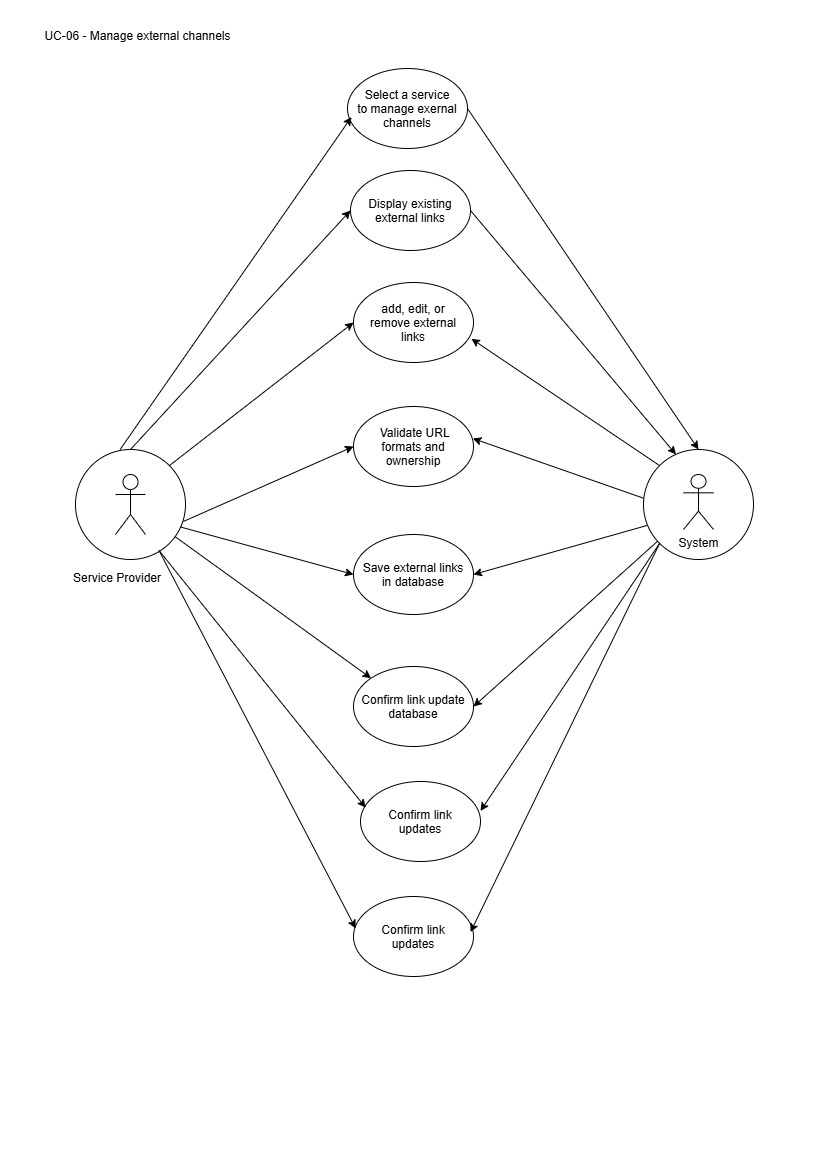 UC-06 - Manage external channels
Select a service
to manage exernal
channels
Display existing
external links
add, edit, or
remove external
links
Validate URL
formats and
ownership
System
Save external links
in database
Service Provider
Confirm link update
database
Confirm link
updates
Confirm link
updates